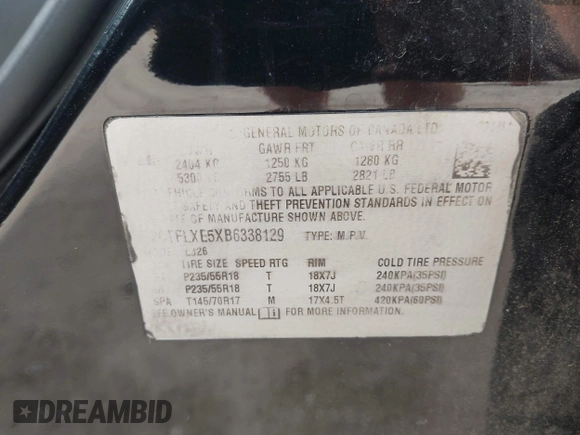 GENERAL MOTORS OF CANADA LTD
GAWR FRT GAWR RR
2404 KG 1250 KG 1280 KG
2755 LB 2821 LB
VEHICLE CONFORMS TO ALL APPLICABLE U.S. FEDERAL MOTOR
SAFETY AND THEFT PREVENTION STANDARDS IN EFFECT ON
DATE OF MANUFACTURE SHOWN ABOVE.
TYPE: M.P.V.
TIRE SIZE SPEED RTG RIM COLD TIRE PRESSURE
P235/55R18 T 18X7J 240KPA(35PSI)
P235/55R18 T 18X7J 240KPA(35PSI)
SPA T145/70R17 M 17X4.5T 420KPA(60PSI)
OWNER'S MANUAL FOR MORE INFORMATION.
DREAMBID